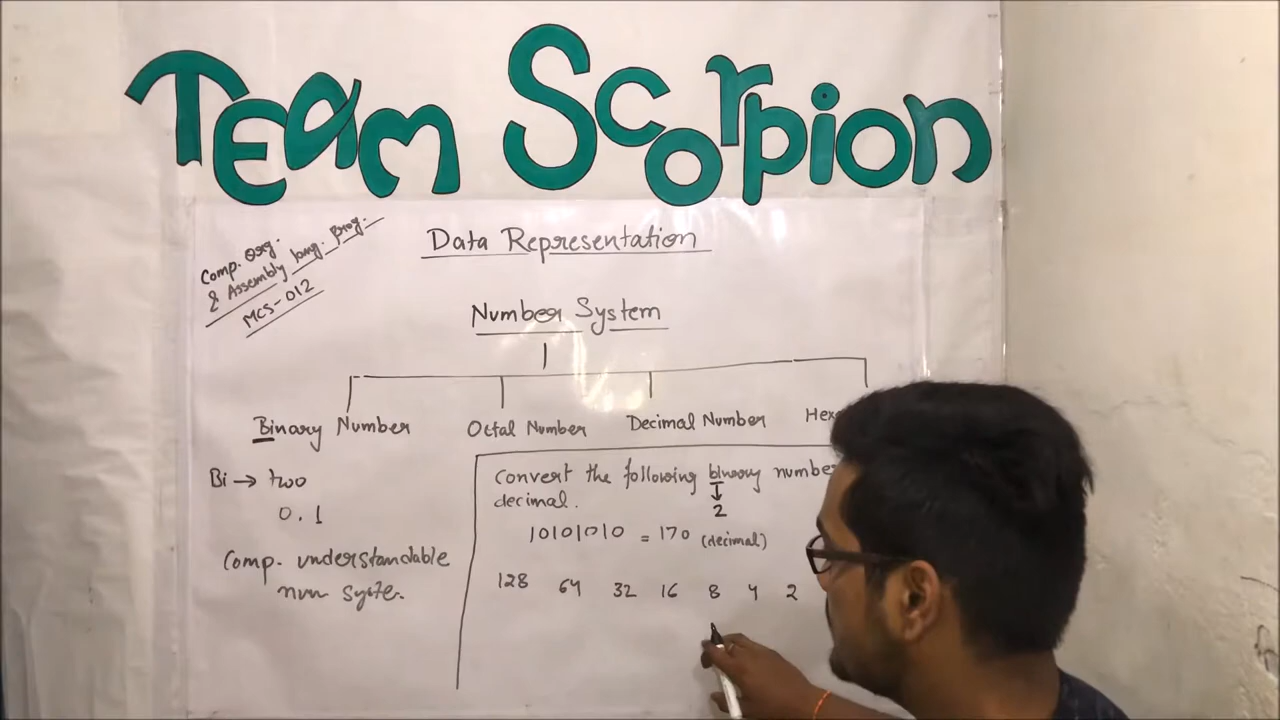 Team Scorpion
Comp. Org.
& Assembly lang. Prog.
MCS-012
Data Representation
Number System
Binary Number Octal Number Decimal Number Hex
Bi → two
0.1
Comp. understandable
num syste.
Convert the following binary number
decimal.
2
10101010 = 170 (decimal)
128 64 32 16 8 4 2